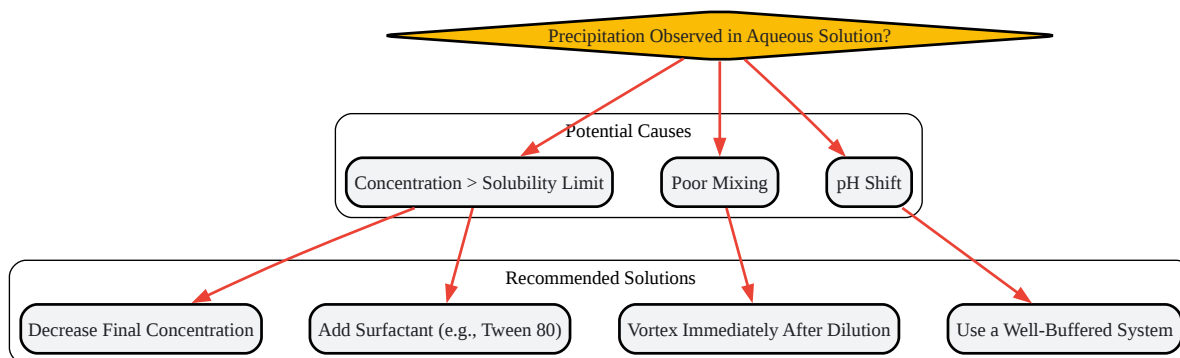 Precipitation Observed in Aqueous Solution?
Potential Causes
Concentration > Solubility Limit
Poor Mixing
pH Shift
Recommended Solutions
Decrease Final Concentration
Add Surfactant (e.g., Tween 80)
Vortex Immediately After Dilution
Use a Well-Buffered System